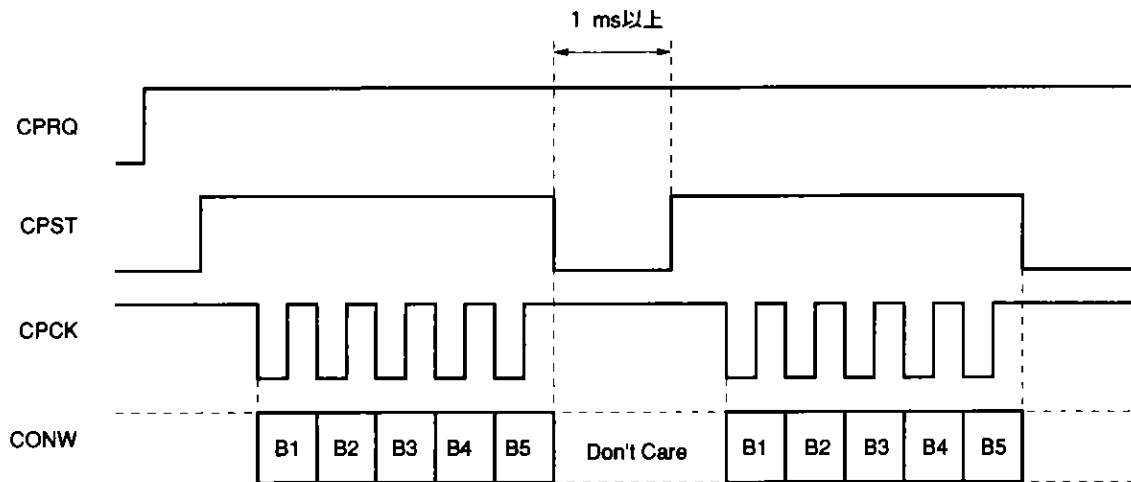 1 ms以上
CPRQ
CPST
CPCK
CONW B1 B2 B3 B4 B5 Don't Care B1 B2 B3 B4 B5